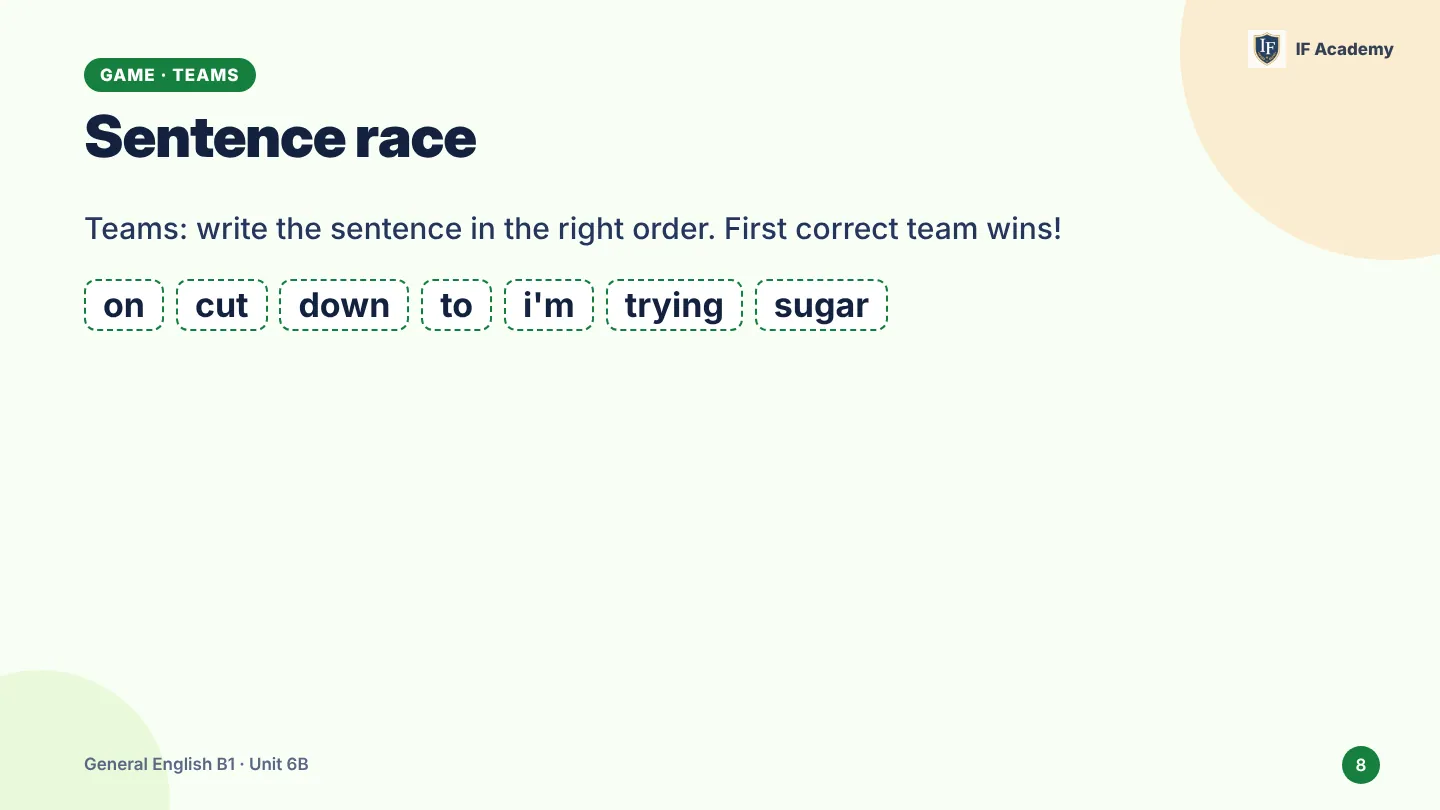 GAME · TEAMS
IF
IF Academy
Sentence race
Teams: write the sentence in the right order. First correct team wins!
on cut down to i'm trying sugar
General English B1 · Unit 6B
8